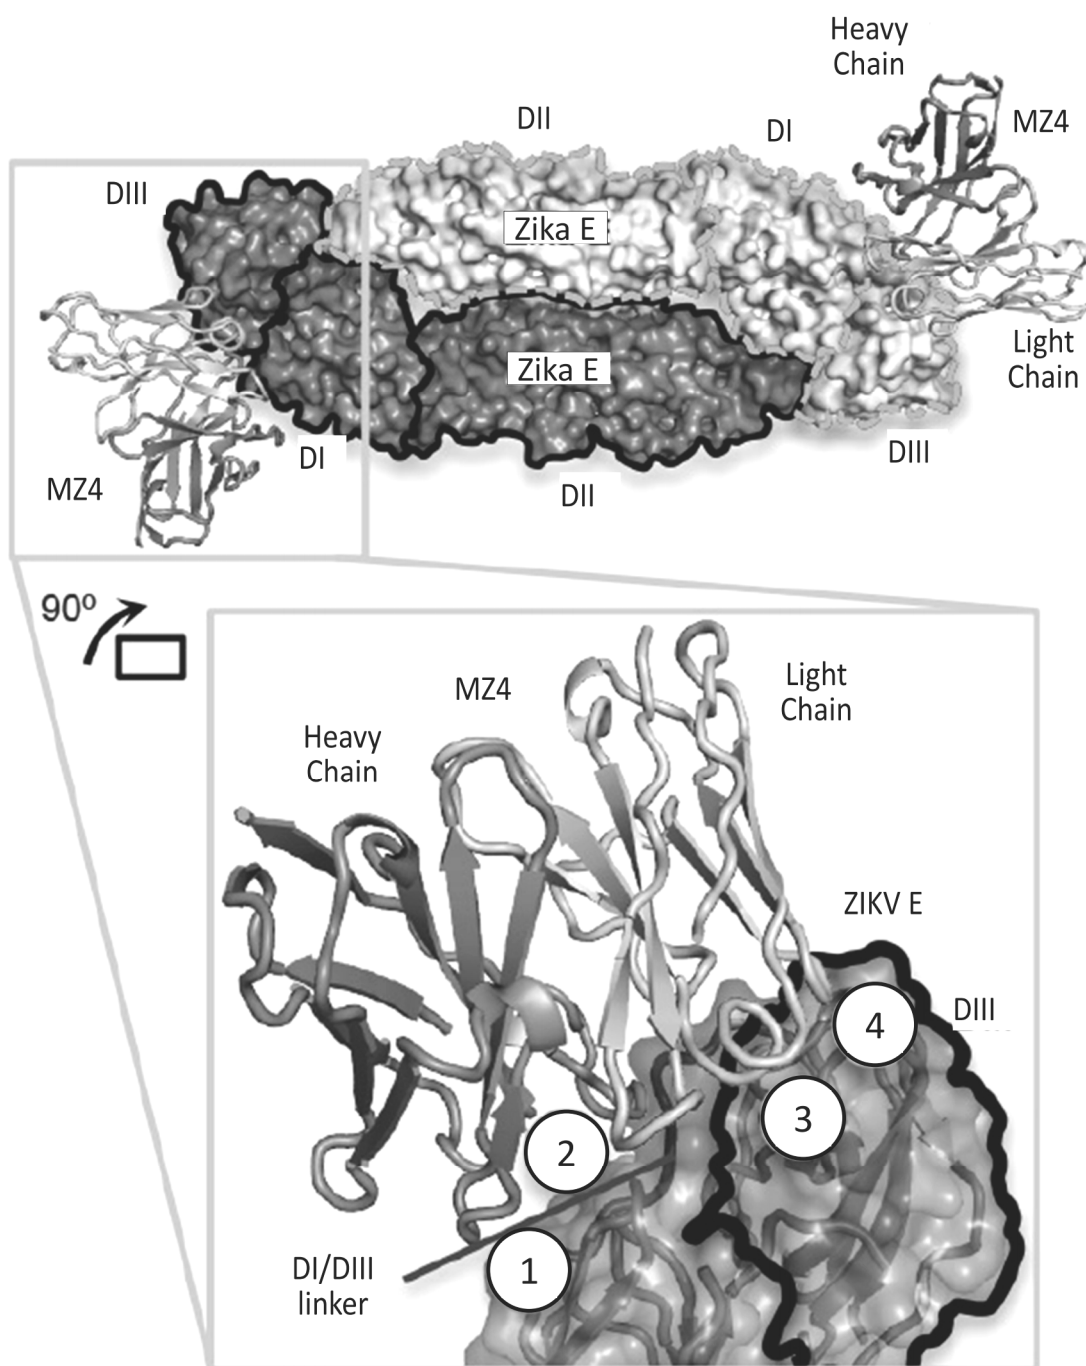 Heavy
Chain
MZ4
DII
DI
DIII
Zika E
Zika E
Light
Chain
DI
DIII
MZ4
DII
90º
Light
Chain
MZ4
Heavy
Chain
ZIKV E
DIII
4
3
2
1
DI/DIII
linker